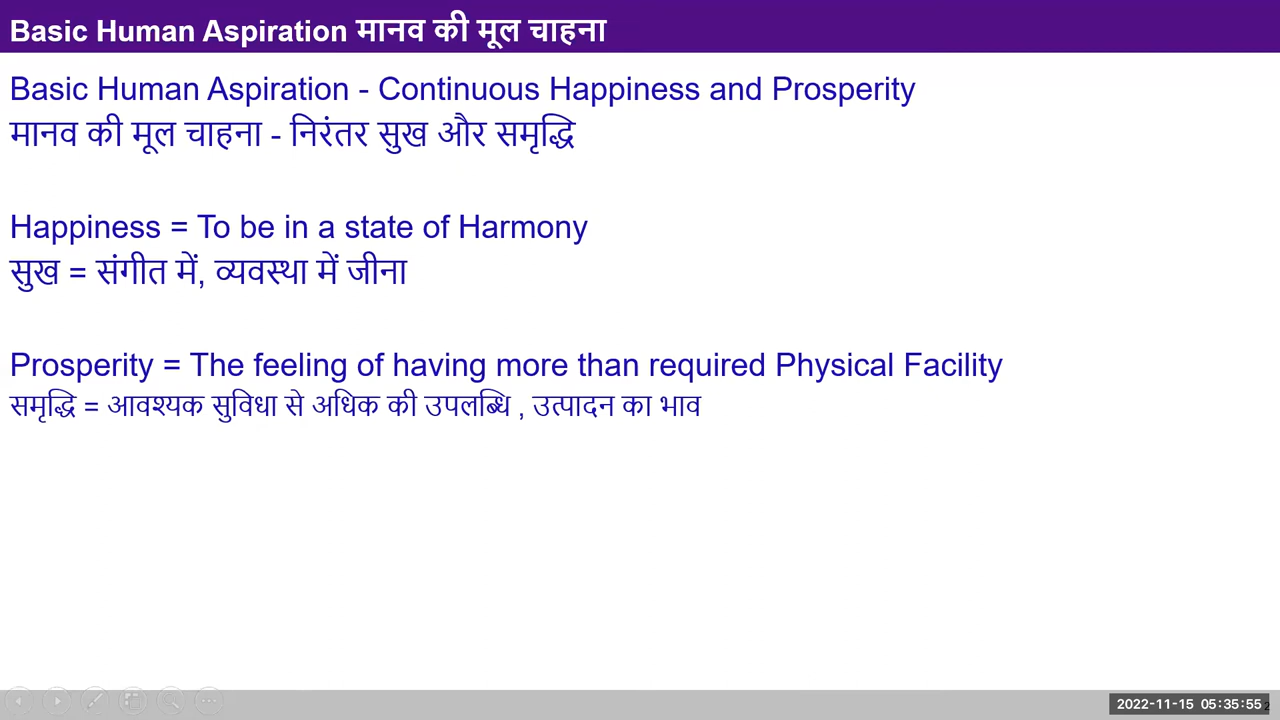 Basic Human Aspiration मानव की मूल चाहना
Basic Human Aspiration - Continuous Happiness and Prosperity
मानव की मूल चाहना - निरंतर सुख और समृद्धि
Happiness = To be in a state of Harmony
सुख = संगीत में, व्यवस्था में जीना
Prosperity = The feeling of having more than required Physical Facility
समृद्धि = आवश्यक सुविधा से अधिक की उपलब्धि , उत्पादन का भाव
2022-11-15 05:35:55
2